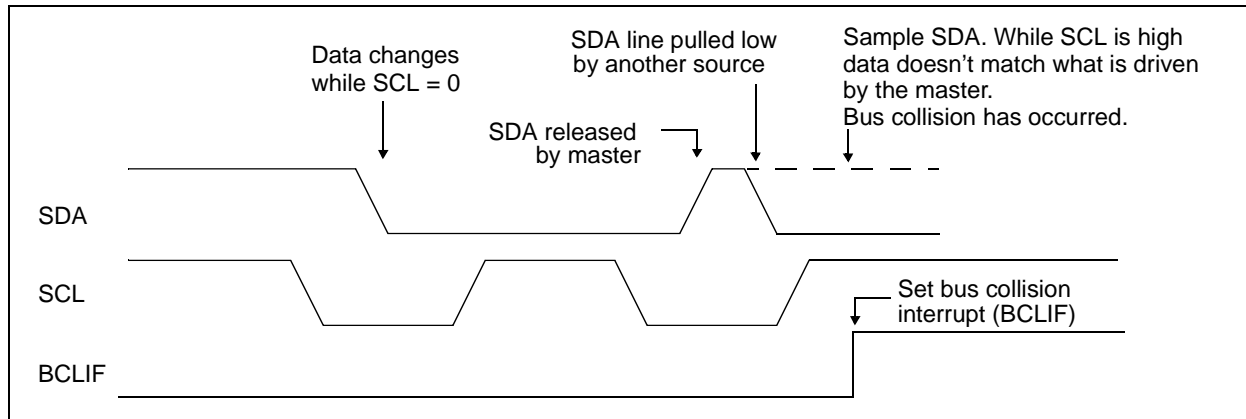 Data changes
while SCL = 0
SDA line pulled low
by another source
Sample SDA. While SCL is high
data doesn't match what is driven
by the master.
Bus collision has occurred.
SDA released
by master
SDA
SCL
Set bus collision
interrupt (BCLIF)
BCLIF